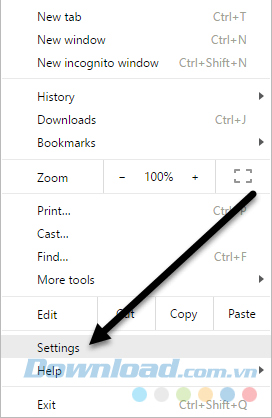 New tab Ctrl+T
New window Ctrl+N
New incognito window Ctrl+Shift+N
History
Downloads Ctrl+J
Bookmarks
Zoom − 100% +
Print... Ctrl+P
Cast...
Find... Ctrl+F
More tools
Edit Cut Copy Paste
Settings
Help
Download.com.vn
Exit Ctrl+Shift+Q